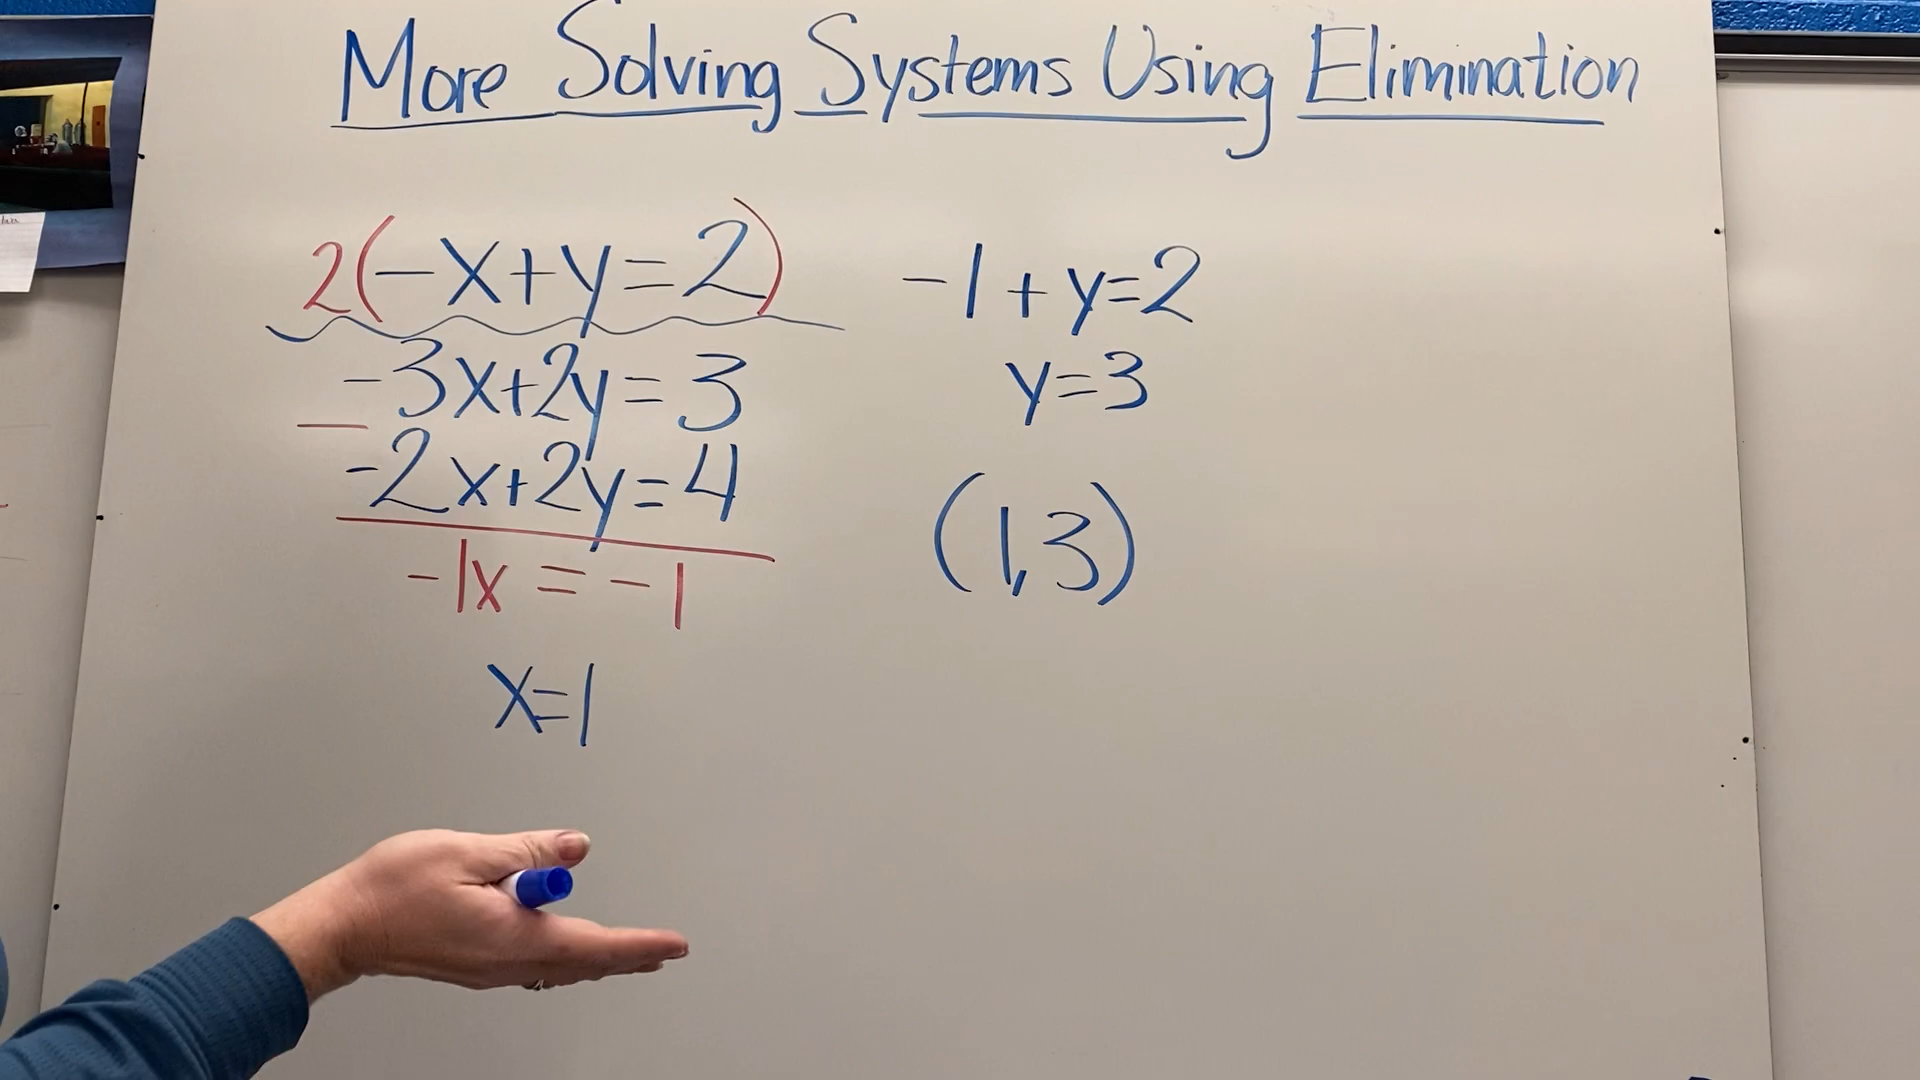 More Solving Systems Using Elimination
2(-x+y=2)
-3x+2y=3
-2x+2y=4
-1x = -1
x=1
-1+y=2
y=3
(1,3)